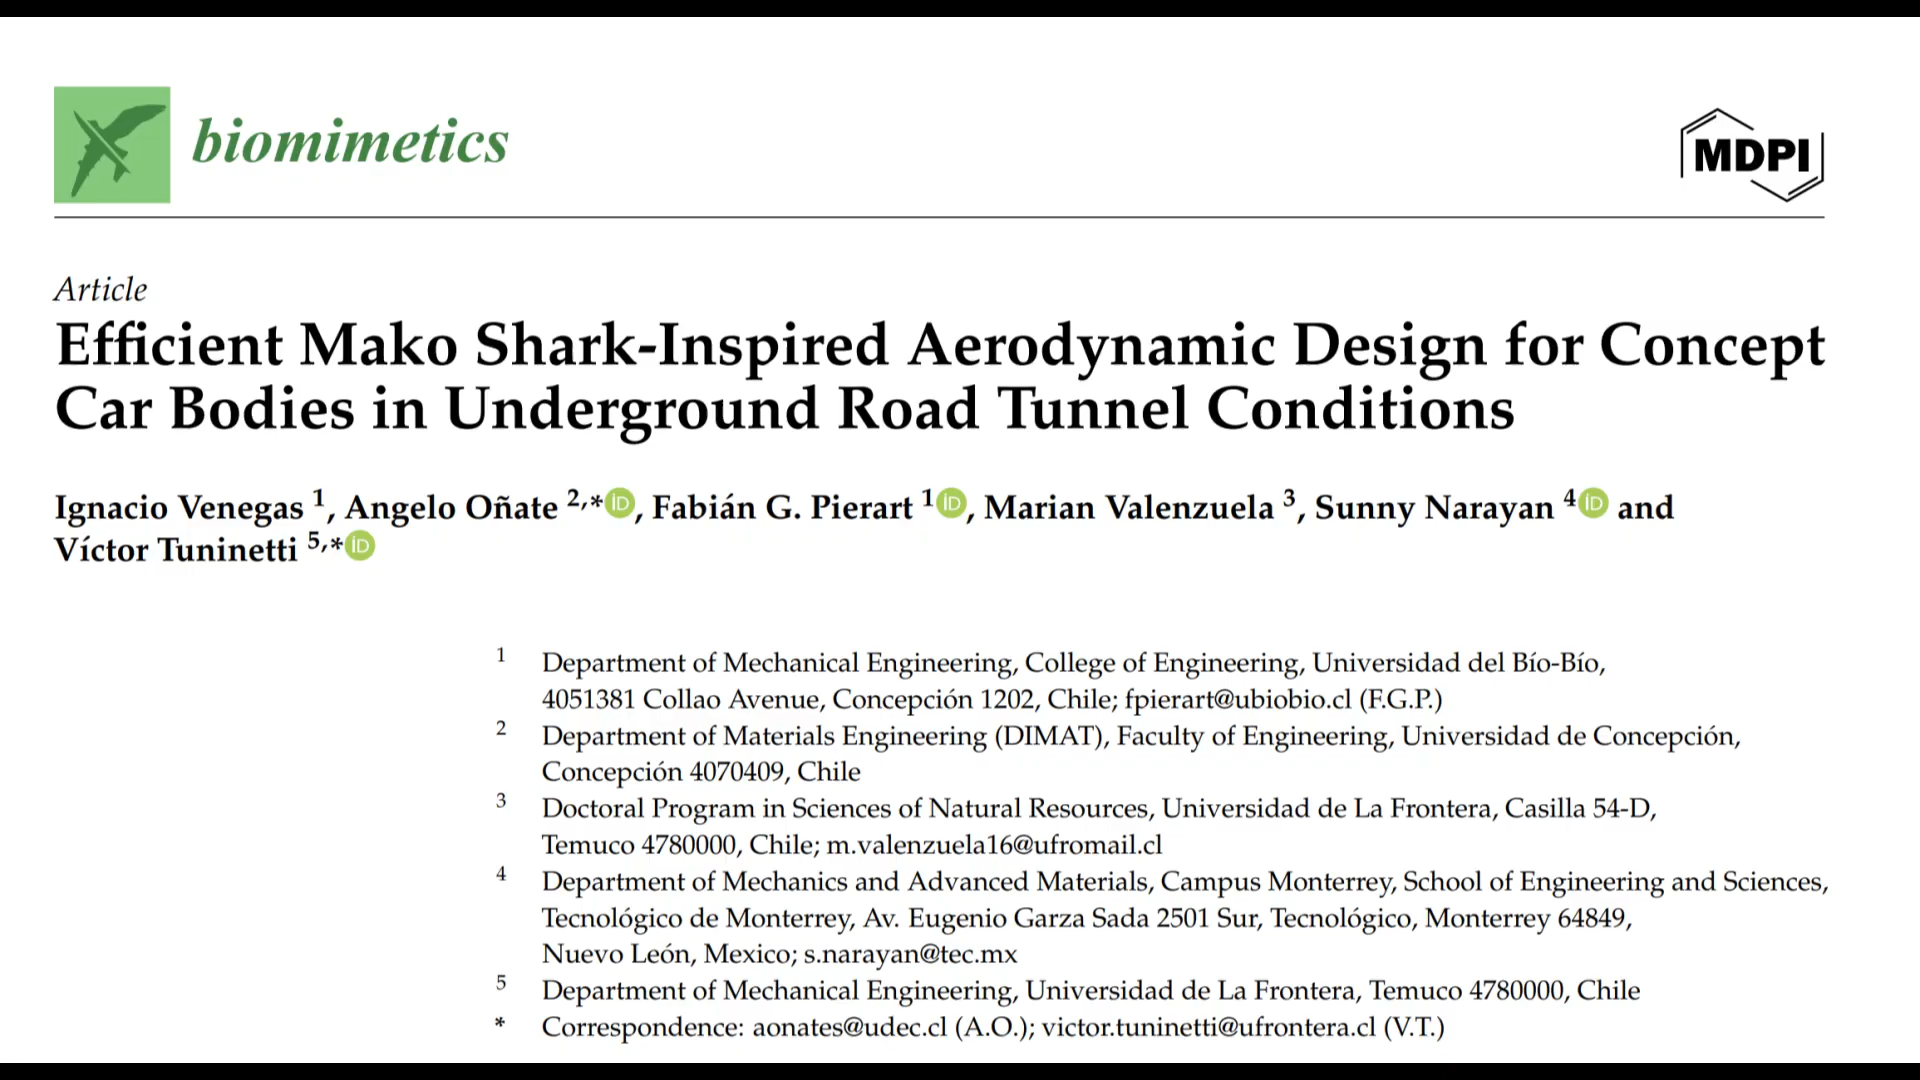 biomimetics
MDPI
Article
Efficient Mako Shark-Inspired Aerodynamic Design for Concept
Car Bodies in Underground Road Tunnel Conditions
Ignacio Venegas 1, Angelo Oñate 2,* iD, Fabián G. Pierart 1 iD, Marian Valenzuela 3, Sunny Narayan 4 iD and
Víctor Tuninetti 5,* iD
1 Department of Mechanical Engineering, College of Engineering, Universidad del Bío-Bío,
4051381 Collao Avenue, Concepción 1202, Chile; fpierart@ubiobio.cl (F.G.P.)
2 Department of Materials Engineering (DIMAT), Faculty of Engineering, Universidad de Concepción,
Concepción 4070409, Chile
3 Doctoral Program in Sciences of Natural Resources, Universidad de La Frontera, Casilla 54-D,
Temuco 4780000, Chile; m.valenzuela16@ufromail.cl
4 Department of Mechanics and Advanced Materials, Campus Monterrey, School of Engineering and Sciences,
Tecnológico de Monterrey, Av. Eugenio Garza Sada 2501 Sur, Tecnológico, Monterrey 64849,
Nuevo León, Mexico; s.narayan@tec.mx
5 Department of Mechanical Engineering, Universidad de La Frontera, Temuco 4780000, Chile
* Correspondence: aonates@udec.cl (A.O.); victor.tuninetti@ufrontera.cl (V.T.)